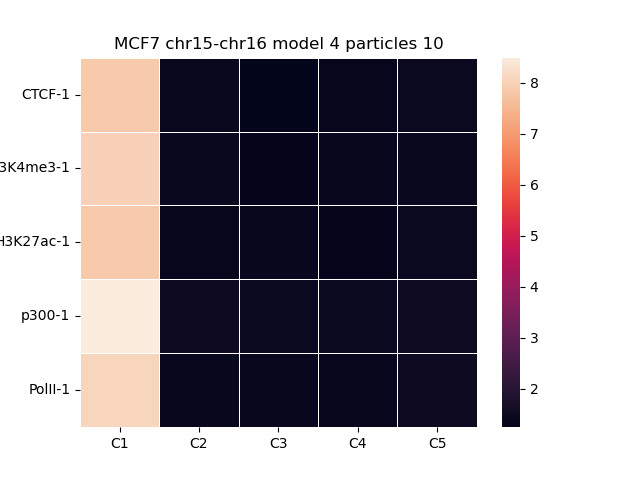 MCF7 chr15-chr16 model 4 particles 10
CTCF-1
3K4me3-1
H3K27ac-1
p300-1
PolII-1
C1 C2 C3 C4 C5
8
7
6
5
4
3
2